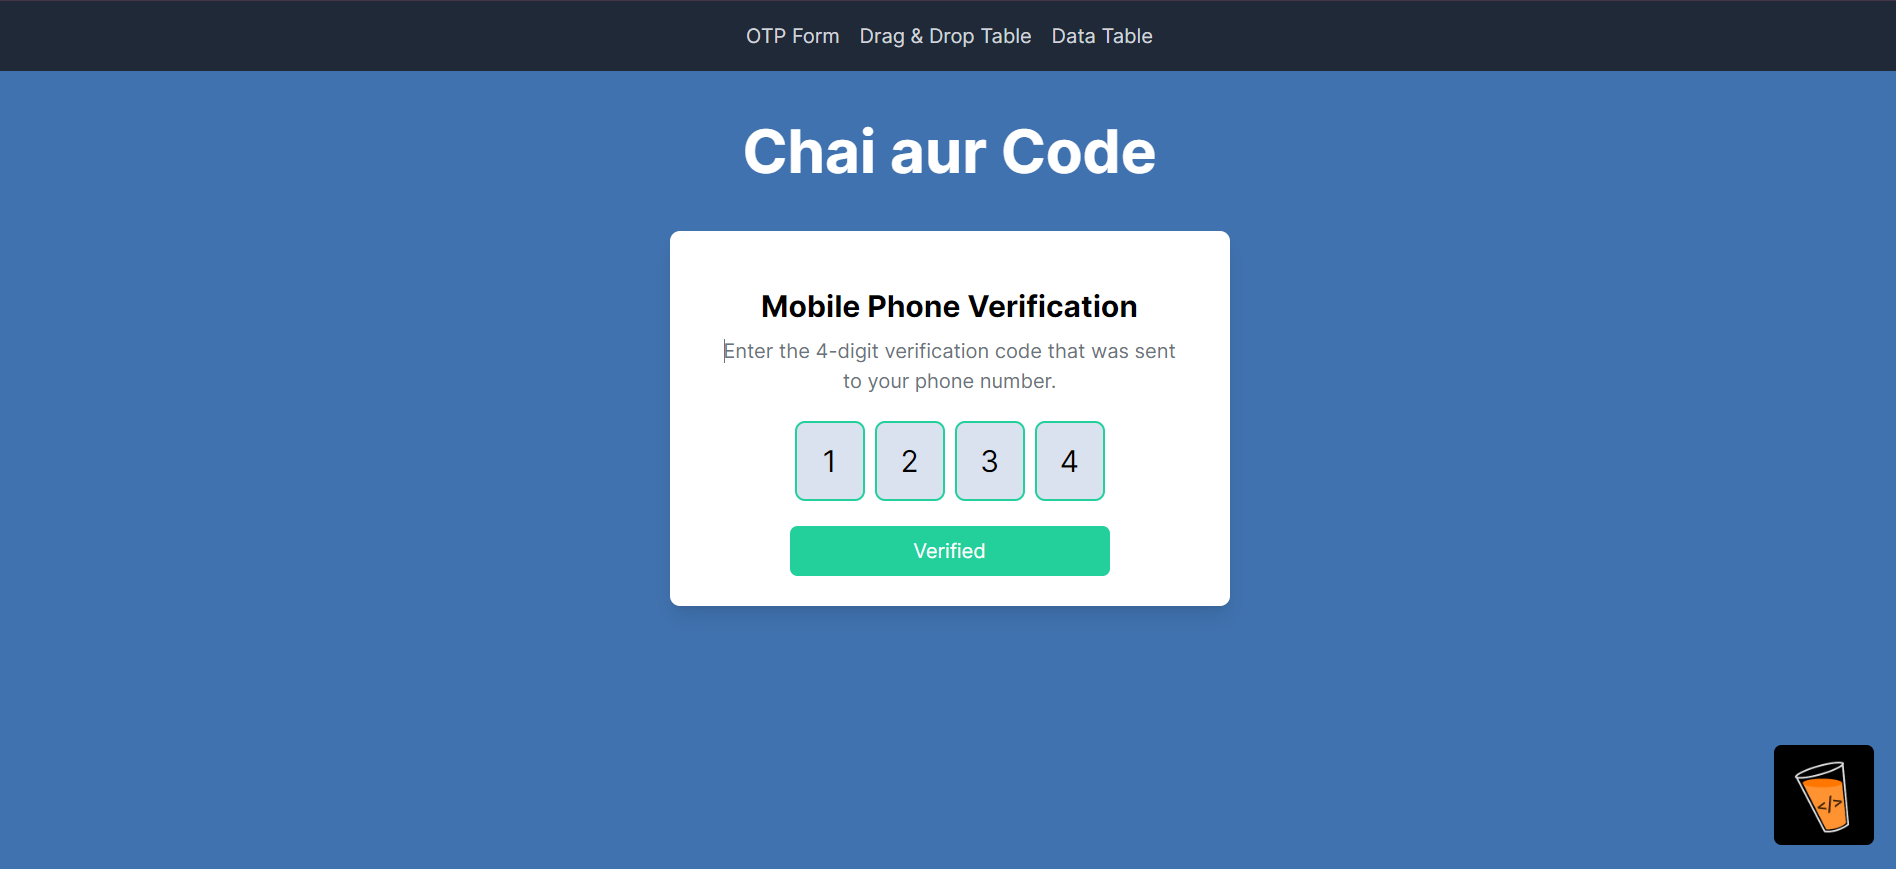 OTP Form Drag & Drop Table Data Table
Chai aur Code
Mobile Phone Verification
Enter the 4-digit verification code that was sent
to your phone number.
1 2 3 4
Verified
</>